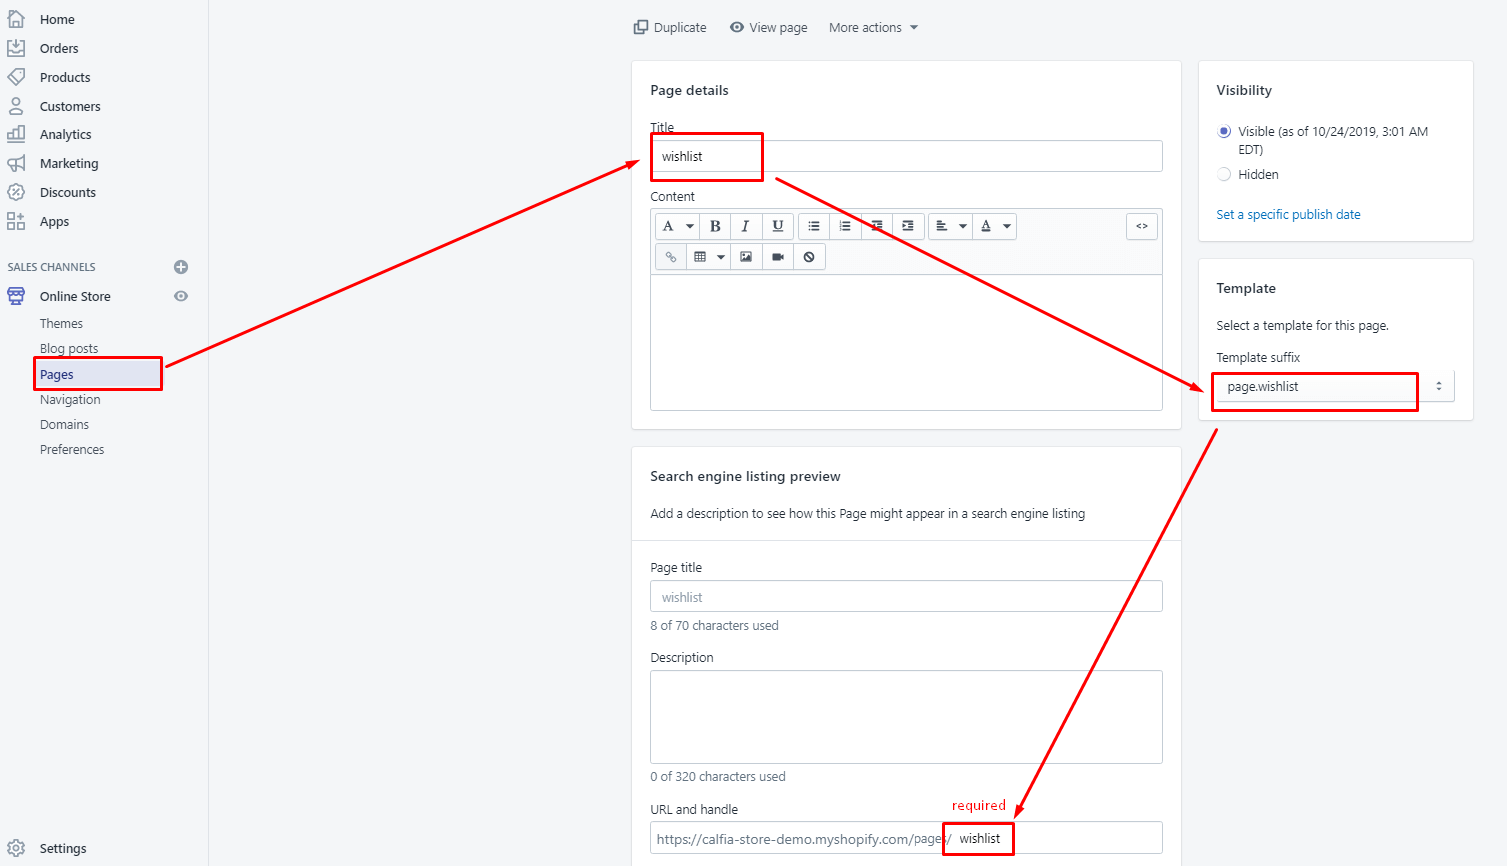 Home
Orders
Products
Customers
Analytics
Marketing
Discounts
Apps
SALES CHANNELS
Online Store
Themes
Blog posts
Pages
Navigation
Domains
Preferences
Settings
Duplicate
View page
More actions
Page details
Title
wishlist
Content
A
B
I
U
A
<>
Search engine listing preview
Add a description to see how this Page might appear in a search engine listing
Page title
wishlist
8 of 70 characters used
Description
0 of 320 characters used
URL and handle
required
https://calfia-store-demo.myshopify.com/pages/ wishlist
Visibility
Visible (as of 10/24/2019, 3:01 AM
EDT)
Hidden
Set a specific publish date
Template
Select a template for this page.
Template suffix
page.wishlist